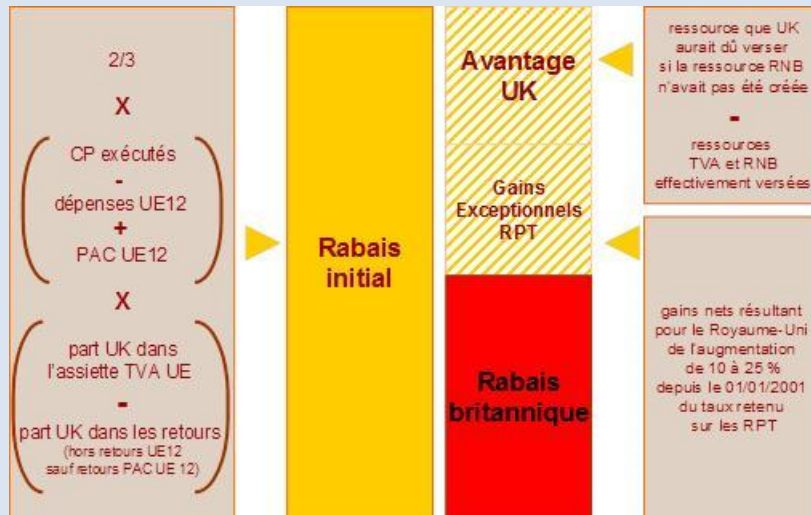 2/3
X
CP exécutés
-
dépenses UE12
+
PAC UE12
X
part UK dans
l'assiette TVA UE
-
part UK dans les retours
(hors retours UE12
sauf retours PAC UE 12)
Rabais
initial
Avantage
UK
Gains
Exceptionnels
RPT
Rabais
britannique
ressource que UK
aurait dû verser
si la ressource RNB
n'avait pas été créée
-
ressources
TVA et RNB
effectivement versées
gains nets résultant
pour le Royaume-Uni
de l'augmentation
de 10 à 25 %
depuis le 01/01/2001
du taux retenu
sur les RPT